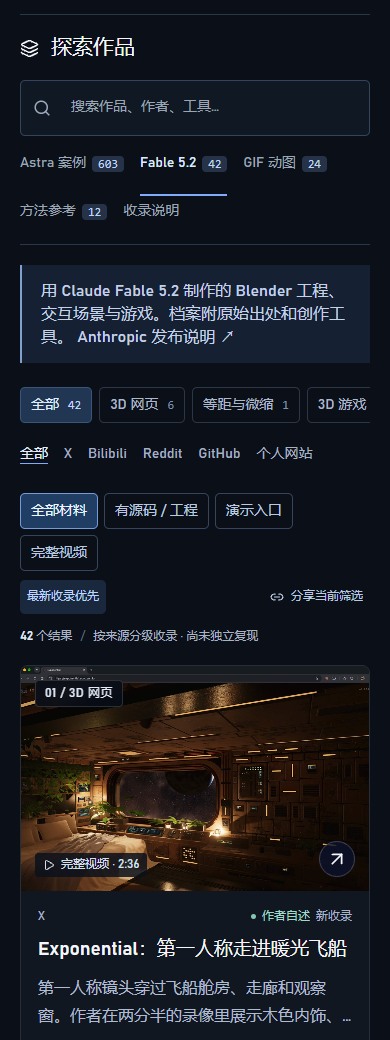 探索作品
搜索作品、作者、工具…
Astra 案例 603 Fable 5.2 42 GIF 动图 24
方法参考 12 收录说明
用 Claude Fable 5.2 制作的 Blender 工程、
交互场景与游戏。档案附原始出处和创作工
具。 Anthropic 发布说明 ↗
全部 42 3D 网页 6 等距与微缩 1 3D 游戏
全部 X Bilibili Reddit GitHub 个人网站
全部材料 有源码 / 工程 演示入口
完整视频
最新收录优先 分享当前筛选
42 个结果 / 按来源分级收录 · 尚未独立复现
01 / 3D 网页
完整视频 · 2:36
X 作者自述 新收录
Exponential：第一人称走进暖光飞船
第一人称镜头穿过飞船舱房、走廊和观察
窗。作者在两分半的录像里展示木色内饰、…